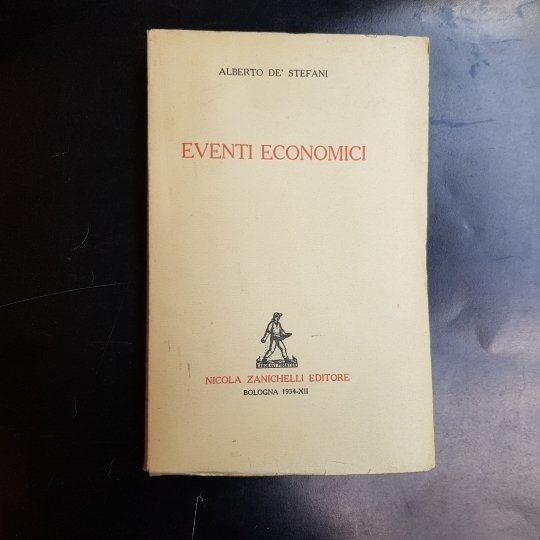 ALBERTO DE' STEFANI
EVENTI ECONOMICI
NICOLA ZANICHELLI EDITORE
BOLOGNA 1934-XII